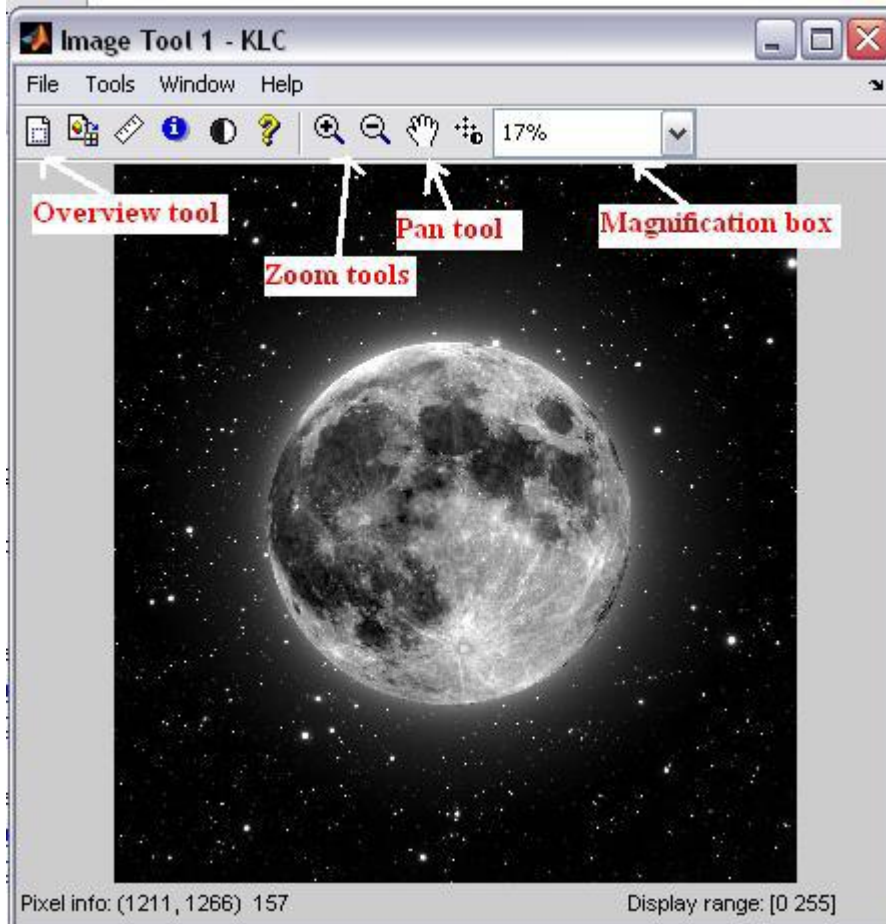 Image Tool 1 - KLC
File Tools Window Help
17%
Overview tool
Pan tool
Magnification box
Zoom tools
Pixel info: (1211, 1266) 157
Display range: [0 255]